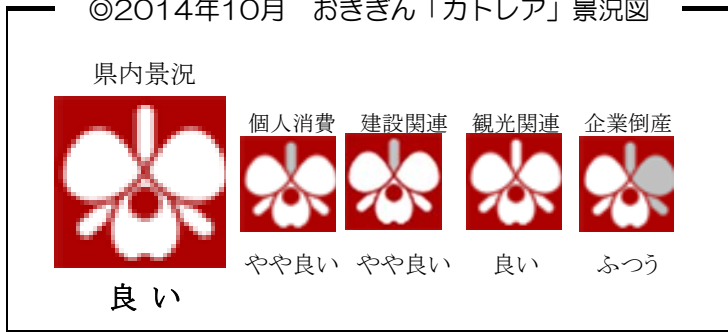 ◎2014年10月　おきぎん「カトレア」景況図
県内景況
個人消費　建設関連　観光関連　企業倒産
やや良い　やや良い　良い　ふつう
良 い